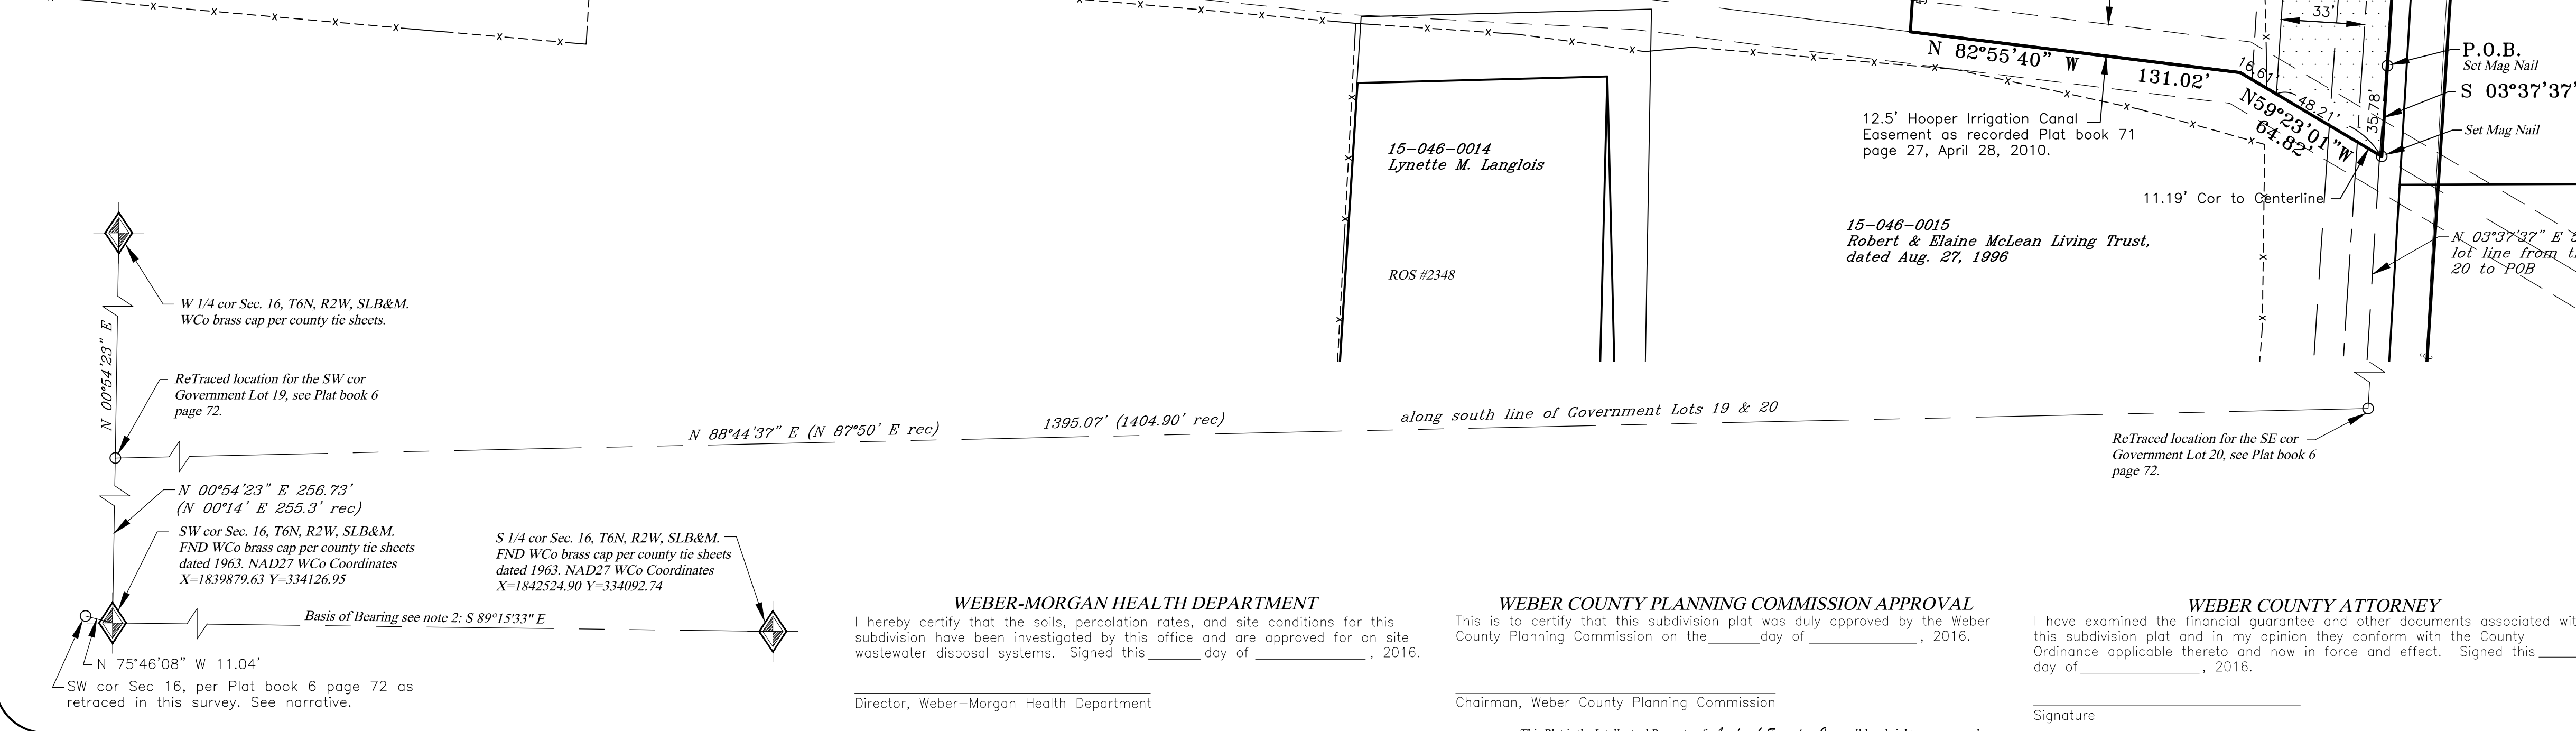 33'
P.O.B.
Set Mag Nail
N 82°55'40" W
131.02'
16.61'
S 03°37'37"
48.21'
35.78'
N59°23'01"W
64.82'
Set Mag Nail
12.5' Hooper Irrigation Canal
Easement as recorded Plat book 71
page 27, April 28, 2010.
15-046-0014
Lynette M. Langlois
11.19' Cor to Centerline
15-046-0015
Robert & Elaine McLean Living Trust,
dated Aug. 27, 1996
N 03°37'37" E
lot line from
20 to POB
ROS #2348
W 1/4 cor Sec. 16, T6N, R2W, SLB&M.
WCo brass cap per county tie sheets.
N 00°54'23" E
ReTraced location for the SW cor
Government Lot 19, see Plat book 6
page 72.
N 88°44'37" E (N 87°50' E rec)
1395.07' (1404.90' rec)
along south line of Government Lots 19 & 20
ReTraced location for the SE cor
Government Lot 20, see Plat book 6
page 72.
N 00°54'23" E 256.73'
(N 00°14' E 255.3' rec)
SW cor Sec. 16, T6N, R2W, SLB&M.
FND WCo brass cap per county tie sheets
dated 1963. NAD27 WCo Coordinates
X=1839879.63 Y=334126.95
S 1/4 cor Sec. 16, T6N, R2W, SLB&M.
FND WCo brass cap per county tie sheets
dated 1963. NAD27 WCo Coordinates
X=1842524.90 Y=334092.74
Basis of Bearing see note 2: S 89°15'33" E
N 75°46'08" W 11.04'
SW cor Sec 16, per Plat book 6 page 72 as
retraced in this survey. See narrative.
WEBER-MORGAN HEALTH DEPARTMENT
I hereby certify that the soils, percolation rates, and site conditions for this
subdivision have been investigated by this office and are approved for on site
wastewater disposal systems. Signed this ______ day of ____________, 2016.
Director, Weber-Morgan Health Department
WEBER COUNTY PLANNING COMMISSION APPROVAL
This is to certify that this subdivision plat was duly approved by the Weber
County Planning Commission on the ______ day of ____________, 2016.
Chairman, Weber County Planning Commission
WEBER COUNTY ATTORNEY
I have examined the financial guarantee and other documents associated wit
this subdivision plat and in my opinion they conform with the County
Ordinance applicable thereto and now in force and effect. Signed this ____
day of ______________, 2016.
Signature